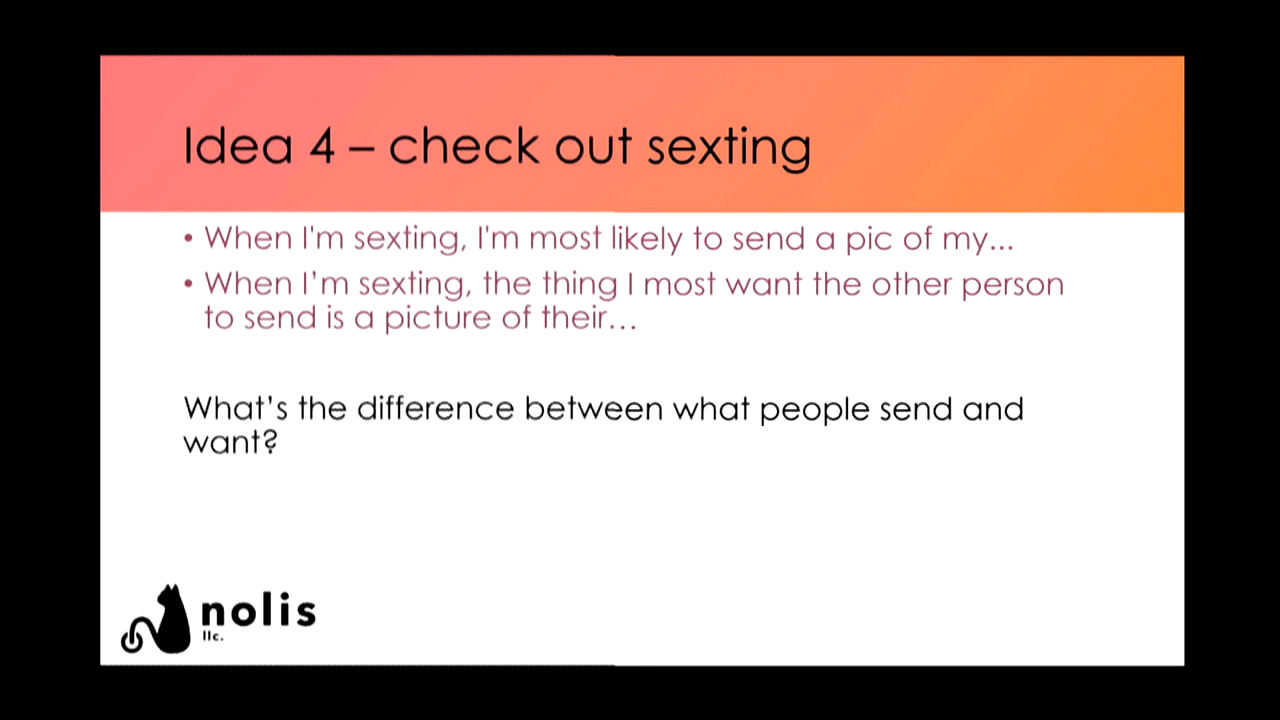 Idea 4 – check out sexting
• When I'm sexting, I'm most likely to send a pic of my...
• When I’m sexting, the thing I most want the other person
to send is a picture of their…
What’s the difference between what people send and
want?
nolis
llc.